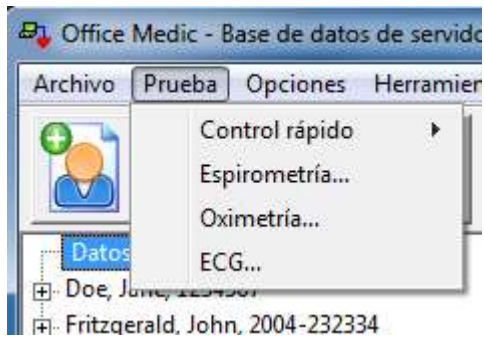 Office Medic - Base de datos de servido
Archivo Prueba Opciones Herramien
Control rápido
Espirometría...
Oximetría...
ECG...
Datos
Doe, Jane, 1234567
Fritzgerald, John, 2004-232334